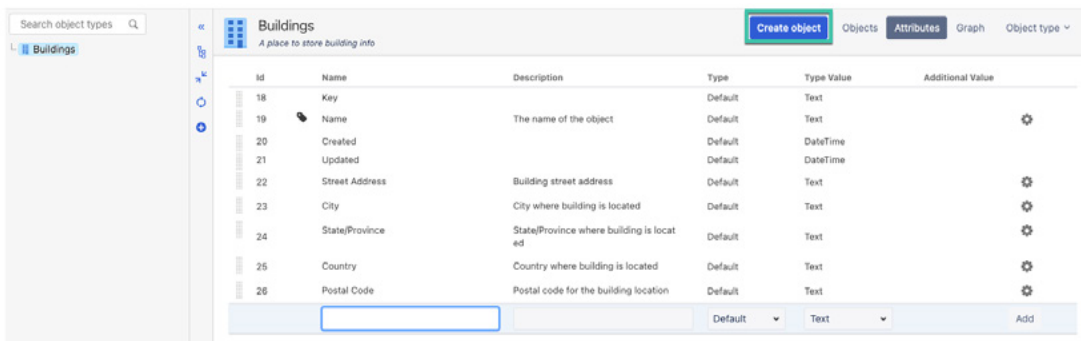 Search object types
Buildings
Buildings
A place to store building info
Create object Objects Attributes Graph Object type
Id Name Description Type Type Value Additional Value
18 Key Default Text
19 Name The name of the object Default Text
20 Created Default DateTime
21 Updated Default DateTime
22 Street Address Building street address Default Text
23 City City where building is located Default Text
24 State/Province State/Province where building is locat
ed Default Text
25 Country Country where building is located Default Text
26 Postal Code Postal code for the building location Default Text
Default Text Add